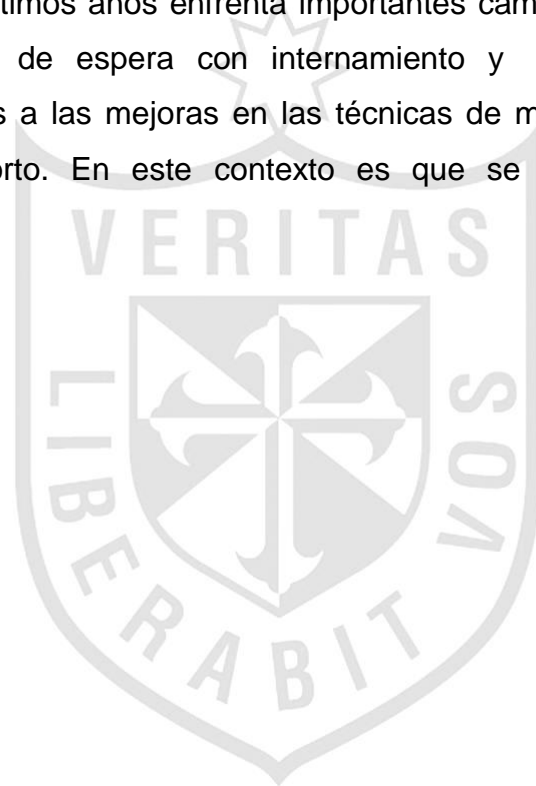 timos años enfrenta importantes cam
de espera con internamiento y
s a las mejoras en las técnicas de m
orto. En este contexto es que se
VERITAS
LIBERABIT
VOS